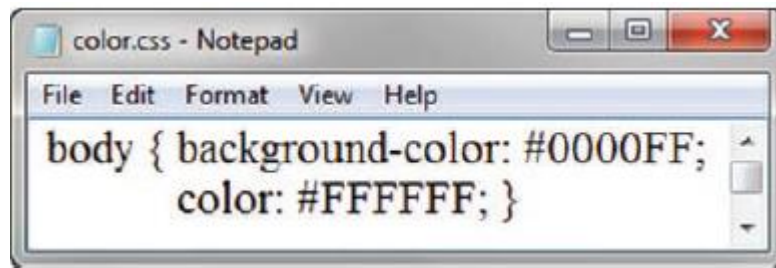 color.css - Notepad
File Edit Format View Help
body { background-color: #0000FF;
color: #FFFFFF; }